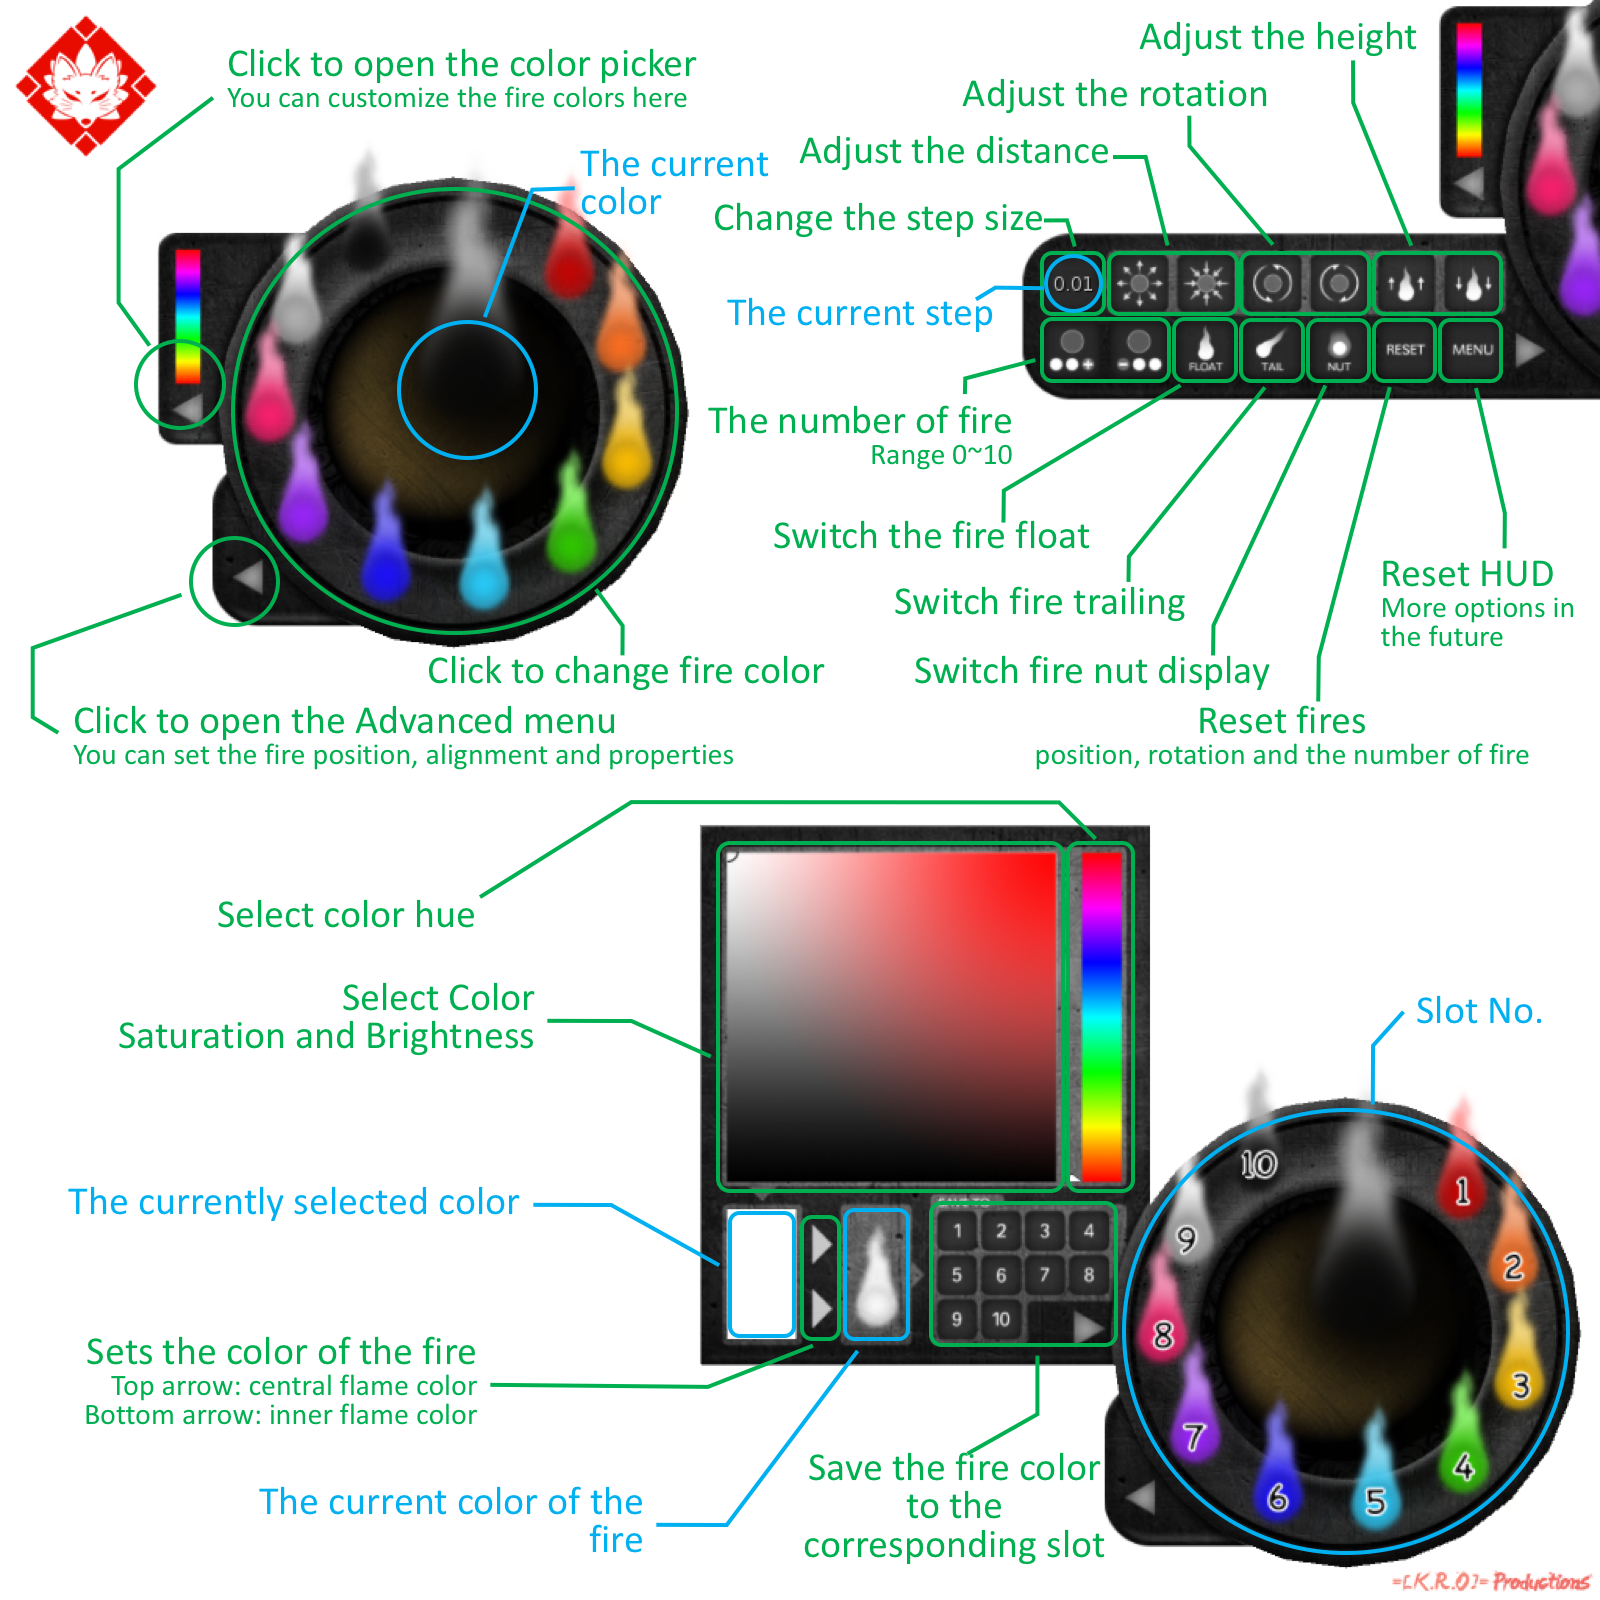 Click to open the color picker
You can customize the fire colors here
The current
color
Click to change fire color
Click to open the Advanced menu
You can set the fire position, alignment and properties
Adjust the height
Adjust the rotation
Adjust the distance
Change the step size
The current step
0.01
FLOAT
TAIL
NUT
RESET
MENU
The number of fire
Range 0~10
Switch the fire float
Switch fire trailing
Switch fire nut display
Reset fires
position, rotation and the number of fire
Reset HUD
More options in
the future
Select color hue
Select Color
Saturation and Brightness
The currently selected color
Sets the color of the fire
Top arrow: central flame color
Bottom arrow: inner flame color
The current color of the
fire
1 2 3 4
5 6 7 8
9 10
Save the fire color
to the
corresponding slot
Slot No.
1
2
3
4
5
6
7
8
9
10
=[K.R.O]= Productions